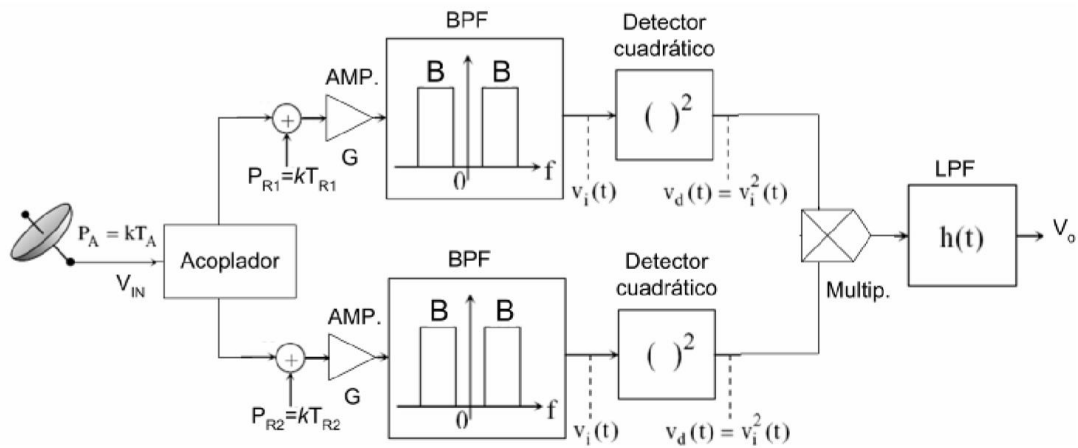 BPF
Detector
cuadrático
AMP.
B B
( )²
G
0 f
P_R1=kT_R1
v_i(t)
v_d(t) = v_i²(t)
LPF
P_A = kT_A
Acoplador
V_IN
h(t)
V_o
Multip.
BPF
Detector
cuadrático
AMP.
B B
( )²
G
0 f
P_R2=kT_R2
v_i(t)
v_d(t) = v_i²(t)